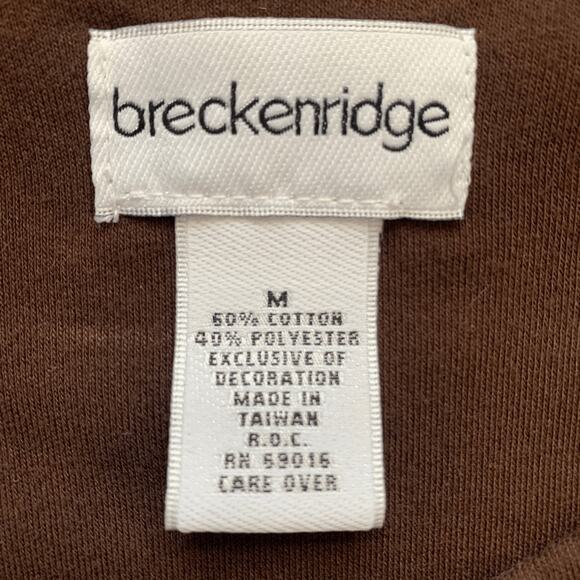 breckenridge
M
60% COTTON
40% POLYESTER
EXCLUSIVE OF
DECORATION
MADE IN
TAIWAN
R.O.C.
RN 69016
CARE OVER